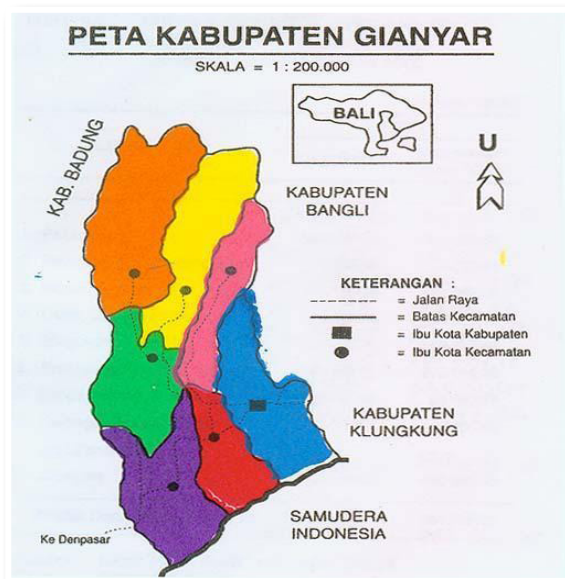 PETA KABUPATEN GIANYAR
SKALA = 1 : 200.000
BALI
U
KAB. BADUNG
KABUPATEN
BANGLI
KETERANGAN :
= Jalan Raya
= Batas Kecamatan
= Ibu Kota Kabupaten
= Ibu Kota Kecamatan
KABUPATEN
KLUNGKUNG
SAMUDERA
INDONESIA
Ke Denpasar